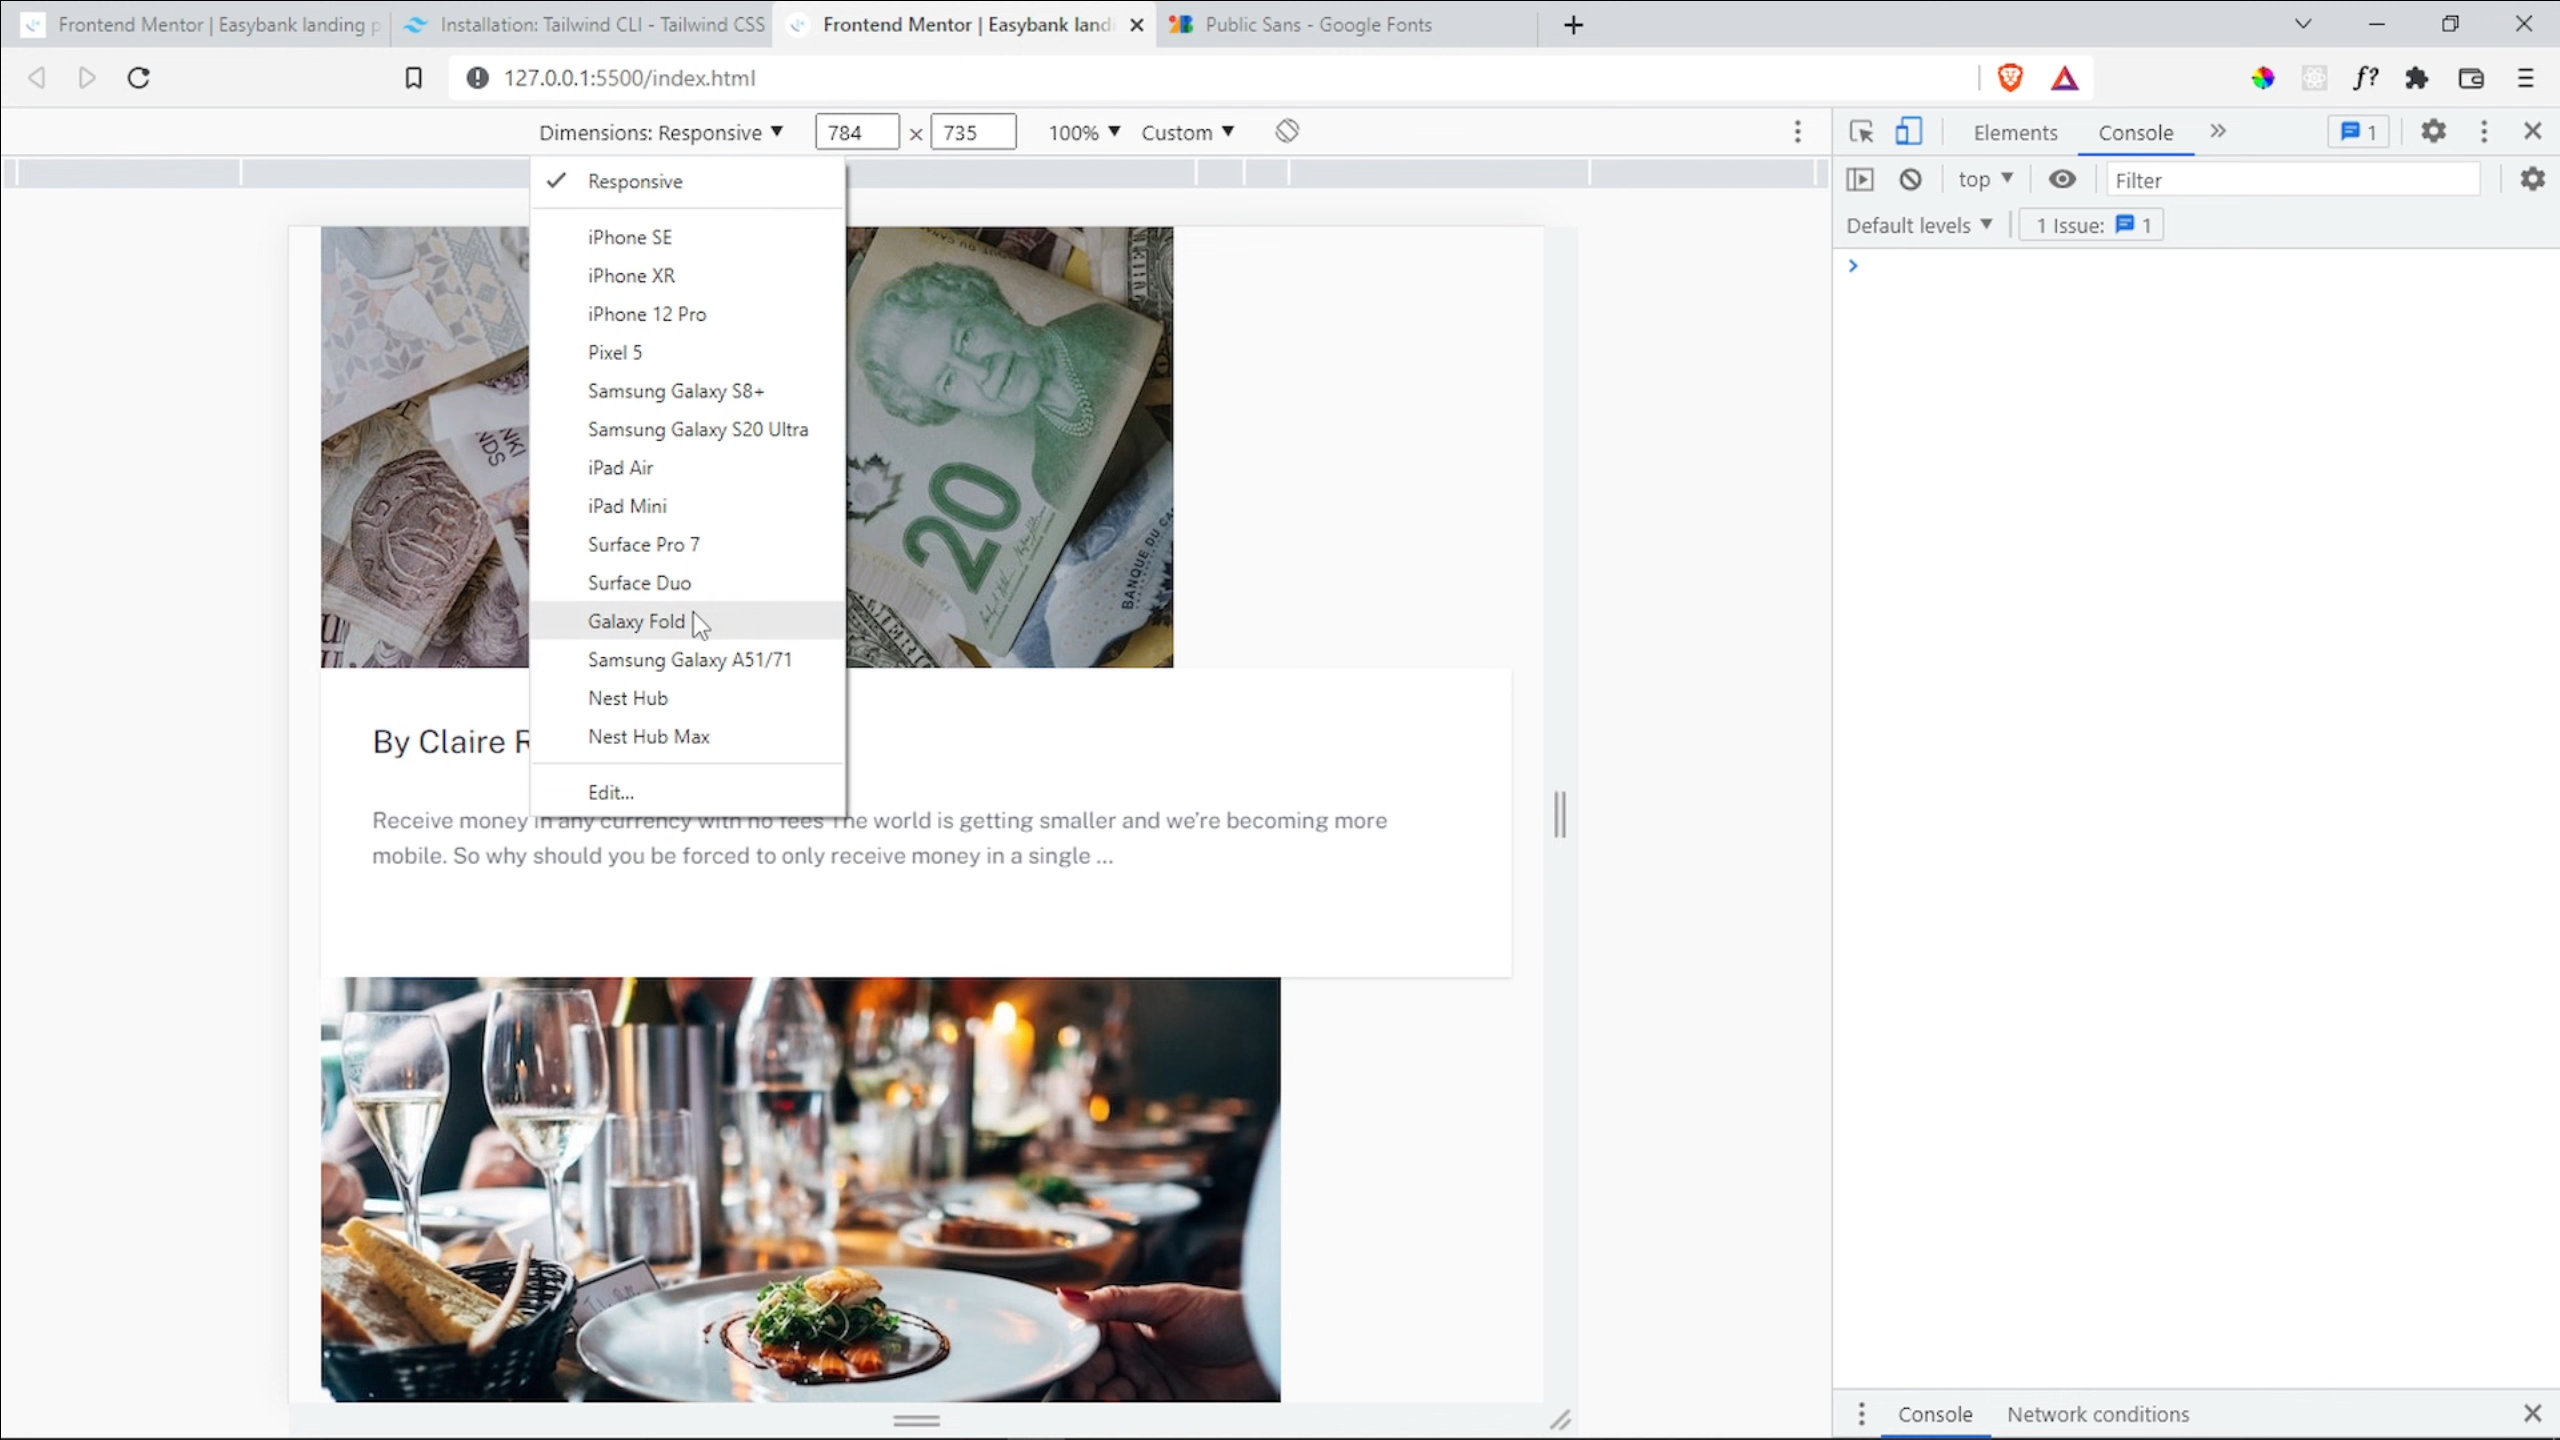 Frontend Mentor | Easybank landing p
Installation: Tailwind CLI - Tailwind CSS
Frontend Mentor | Easybank landi
Public Sans - Google Fonts
127.0.0.1:5500/index.html
f?
Dimensions: Responsive
784 × 735
100%
Custom
Elements
Console
1
top
Filter
Default levels
1 Issue: 1
Responsive
iPhone SE
iPhone XR
iPhone 12 Pro
Pixel 5
Samsung Galaxy S8+
Samsung Galaxy S20 Ultra
iPad Air
iPad Mini
Surface Pro 7
Surface Duo
Galaxy Fold
Samsung Galaxy A51/71
Nest Hub
Nest Hub Max
Edit...
20
BANQUE DU CA
By Claire R
Receive money in any currency with no fees The world is getting smaller and we’re becoming more
mobile. So why should you be forced to only receive money in a single ...
Console
Network conditions